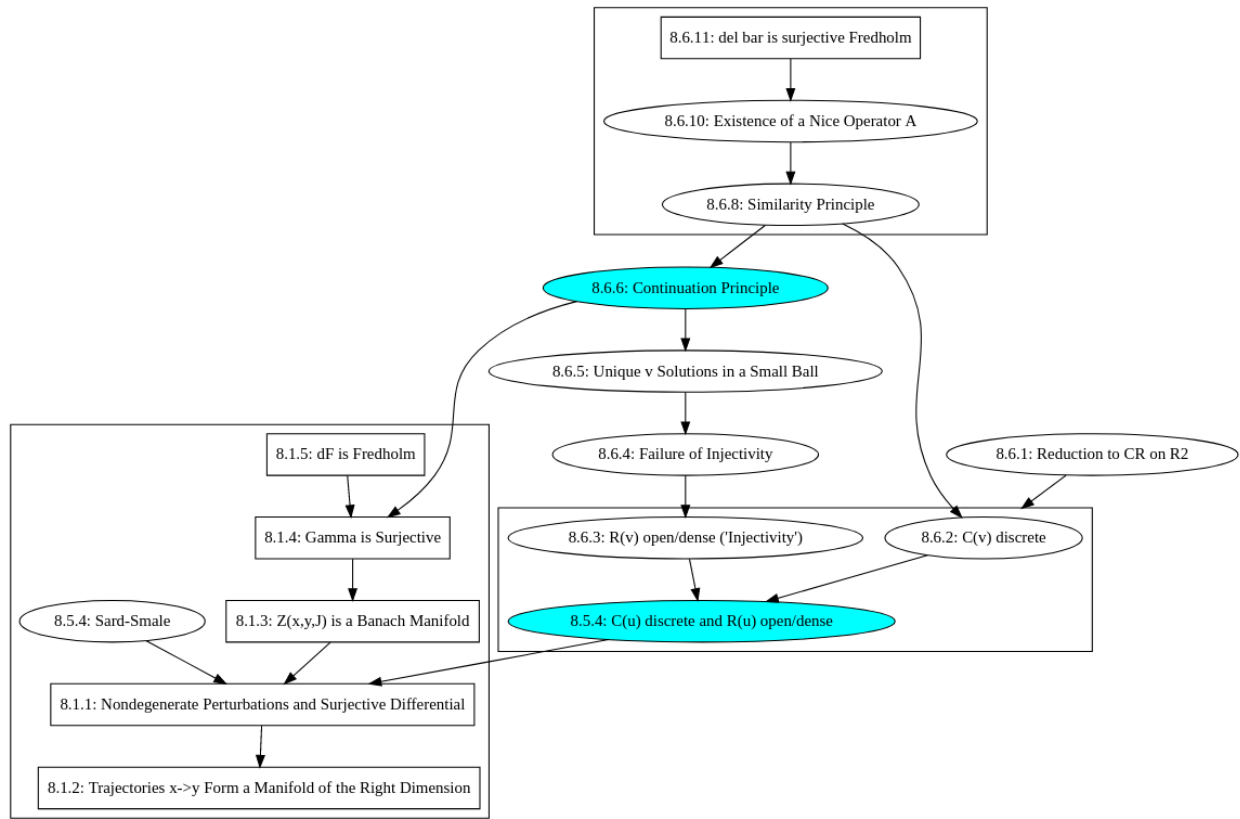 8.6.11: del bar is surjective Fredholm
8.6.10: Existence of a Nice Operator A
8.6.8: Similarity Principle
8.6.6: Continuation Principle
8.6.5: Unique v Solutions in a Small Ball
8.1.5: dF is Fredholm
8.6.4: Failure of Injectivity
8.6.1: Reduction to CR on R2
8.1.4: Gamma is Surjective
8.6.3: R(v) open/dense ('Injectivity')
8.6.2: C(v) discrete
8.5.4: Sard-Smale
8.1.3: Z(x,y,J) is a Banach Manifold
8.5.4: C(u) discrete and R(u) open/dense
8.1.1: Nondegenerate Perturbations and Surjective Differential
8.1.2: Trajectories x->y Form a Manifold of the Right Dimension